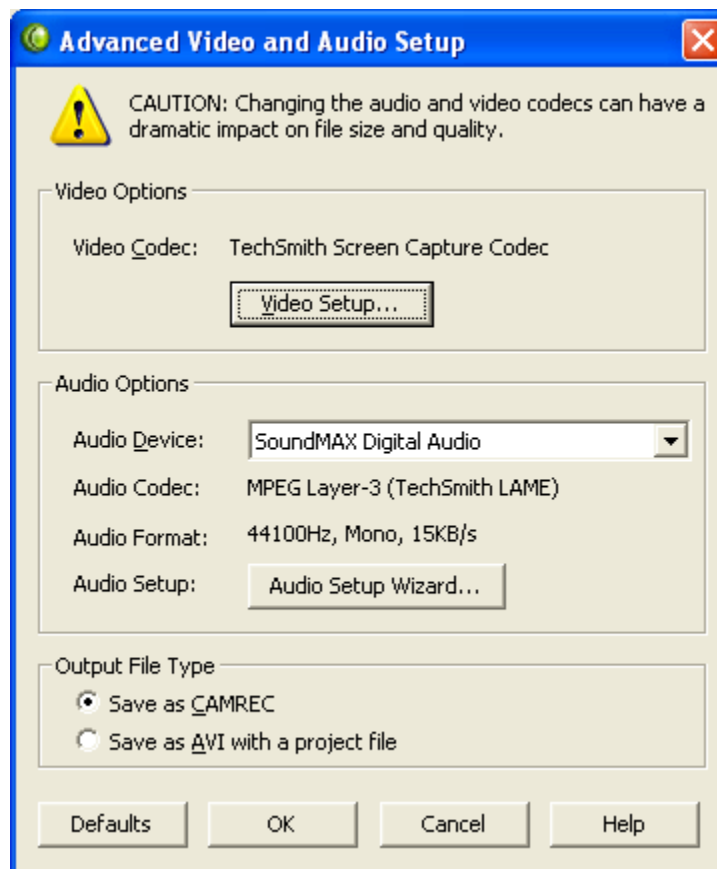 Advanced Video and Audio Setup
CAUTION: Changing the audio and video codecs can have a
dramatic impact on file size and quality.
Video Options
Video Codec: TechSmith Screen Capture Codec
Video Setup...
Audio Options
Audio Device: SoundMAX Digital Audio
Audio Codec: MPEG Layer-3 (TechSmith LAME)
Audio Format: 44100Hz, Mono, 15KB/s
Audio Setup: Audio Setup Wizard...
Output File Type
Save as CAMREC
Save as AVI with a project file
Defaults OK Cancel Help